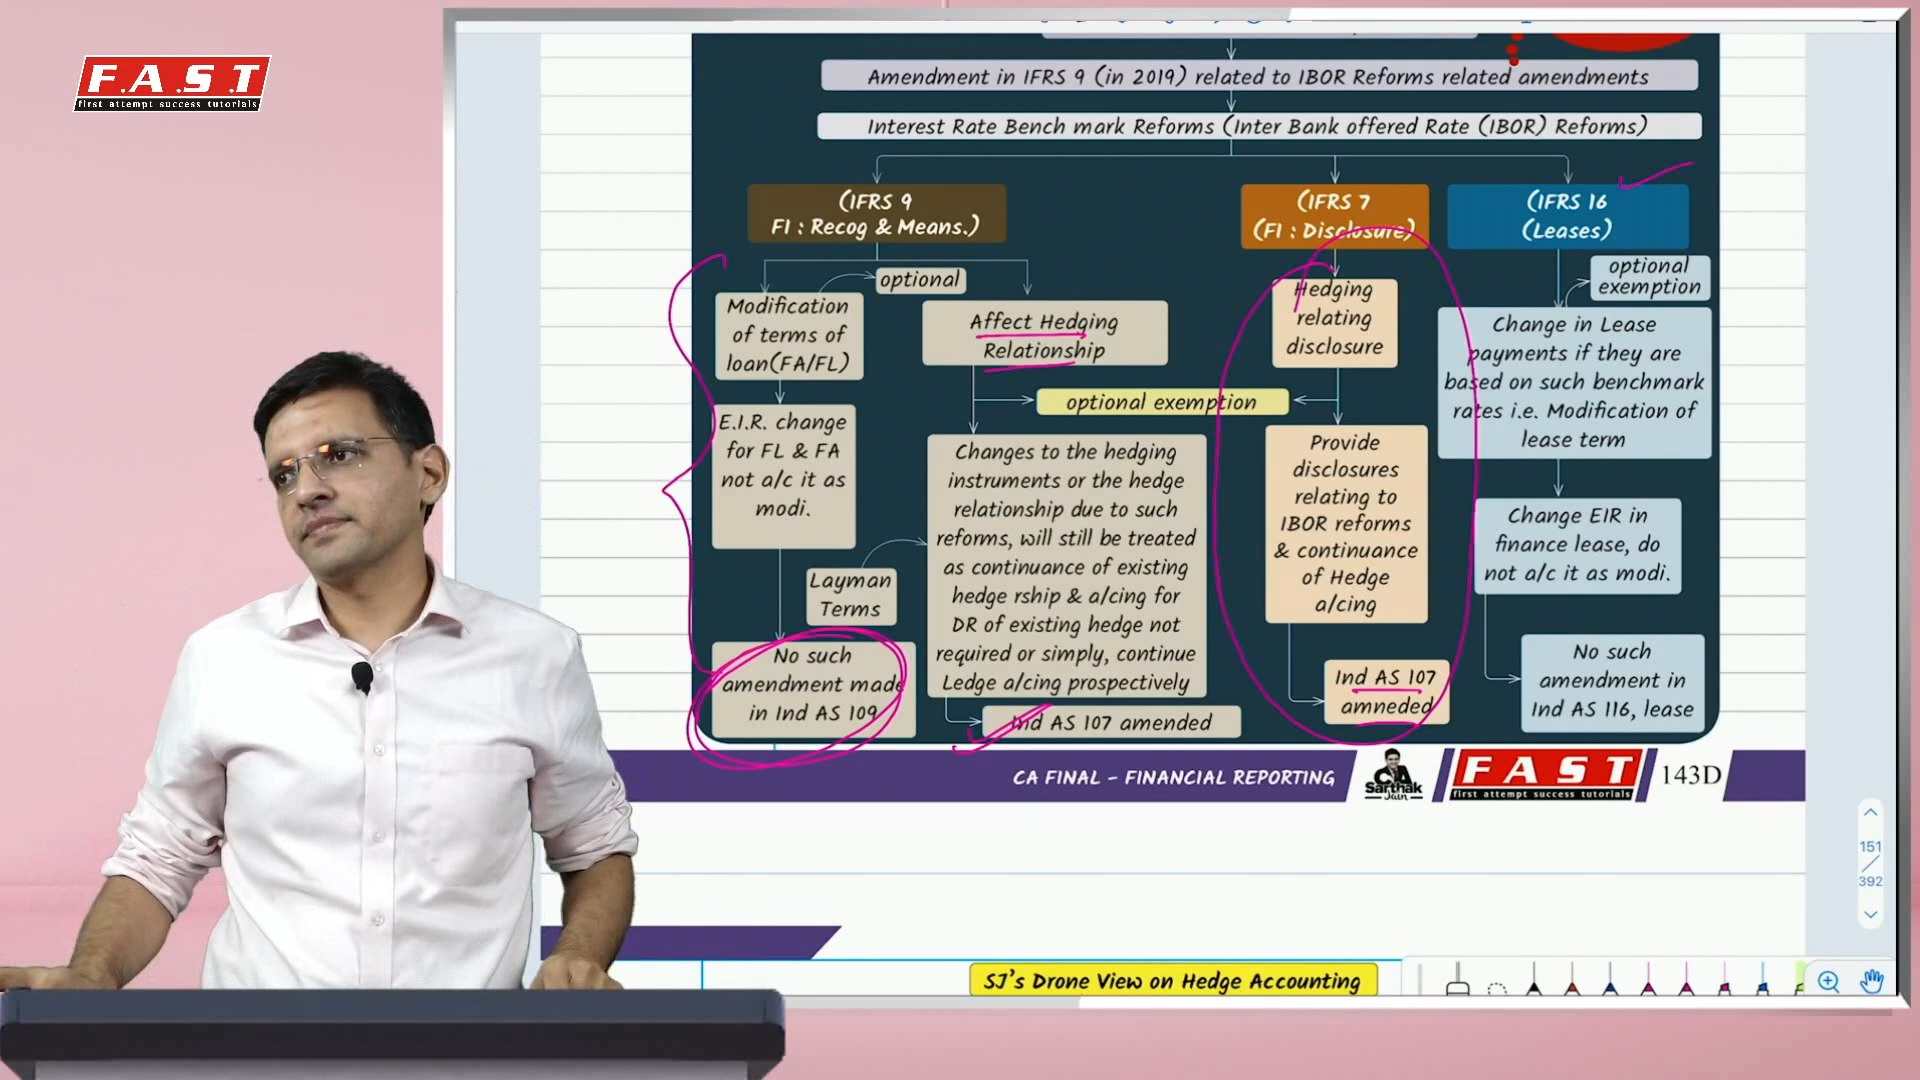 F.A.S.T
first attempt success tutorials
Amendment in IFRS 9 (in 2019) related to IBOR Reforms related amendments
Interest Rate Bench mark Reforms (Inter Bank offered Rate (IBOR) Reforms)
(IFRS 9
FI : Recog & Means.)
optional
Modification
of terms of
loan(FA/FL)
E.I.R. change
for FL & FA
not a/c it as
modi.
No such
amendment made
in Ind AS 109
Affect Hedging
Relationship
optional exemption
Layman
Terms
Changes to the hedging
instruments or the hedge
relationship due to such
reforms, will still be treated
as continuance of existing
hedge rship & a/cing for
DR of existing hedge not
required or simply, continue
Ledge a/cing prospectively
Ind AS 107 amended
(IFRS 7
(FI : Disclosure)
Hedging
relating
disclosure
Provide
disclosures
relating to
IBOR reforms
& continuance
of Hedge
a/cing
Ind AS 107
amneded
(IFRS 16
(Leases)
optional
exemption
Change in Lease
payments if they are
based on such benchmark
rates i.e. Modification of
lease term
Change EIR in
finance lease, do
not a/c it as modi.
No such
amendment in
Ind AS 116, lease
CA FINAL - FINANCIAL REPORTING
CA
Sarthak
Jain
FAST
first attempt success tutorials
143D
151
392
SJ's Drone View on Hedge Accounting